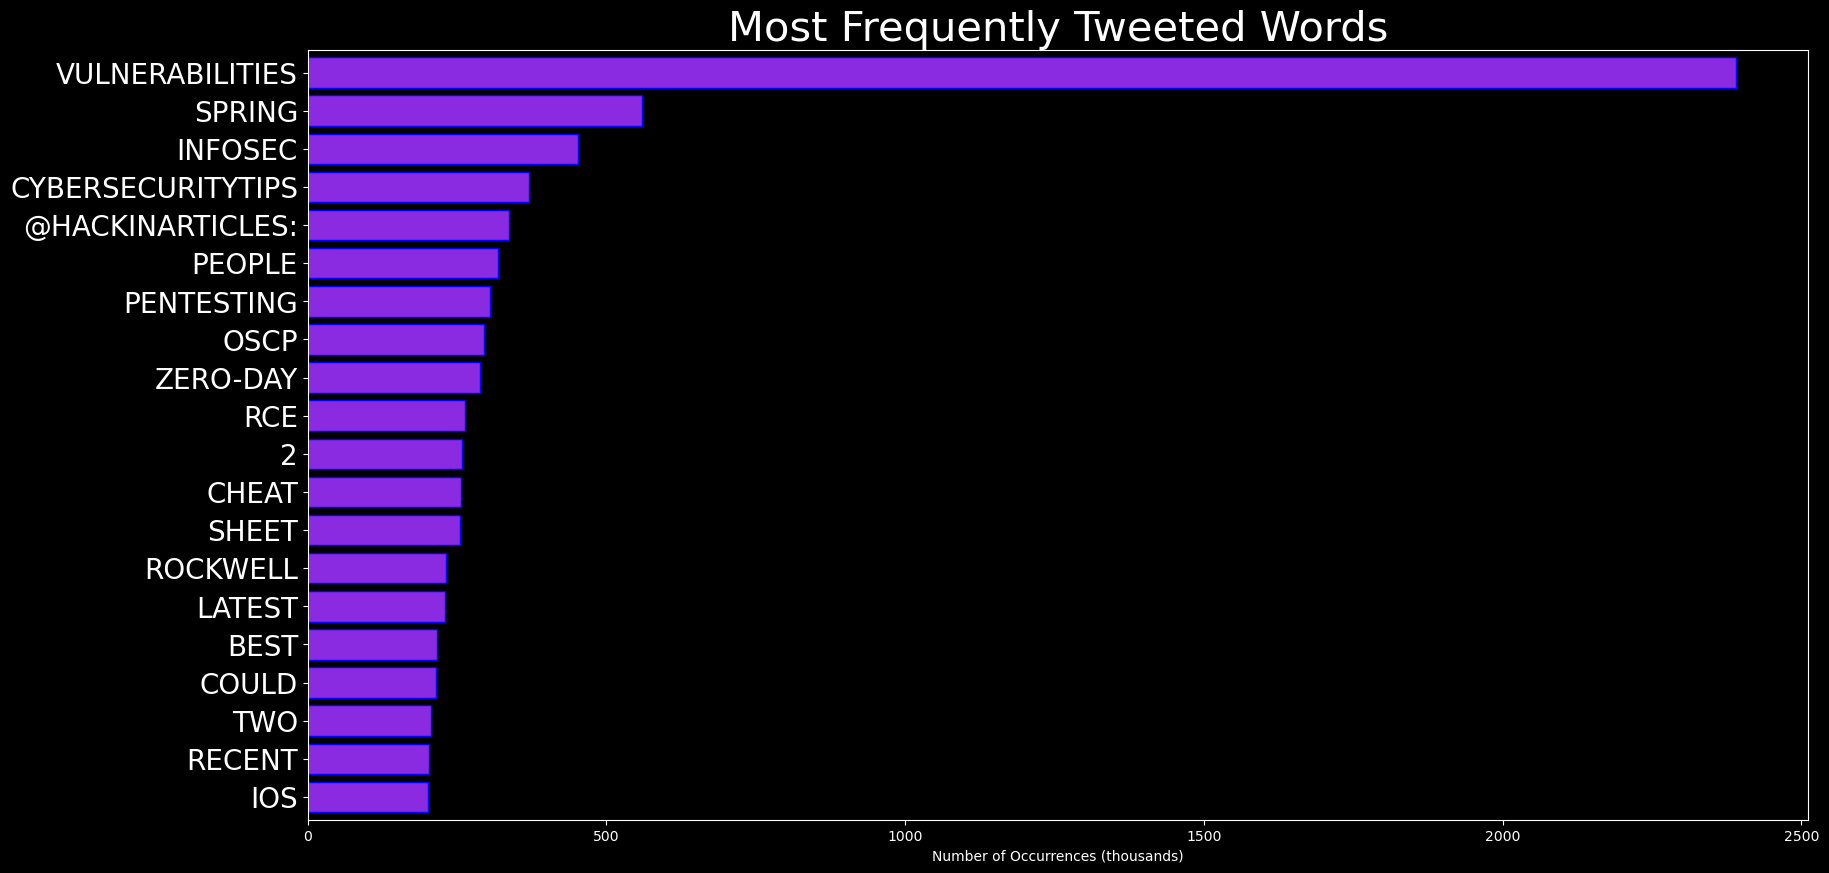 Most Frequently Tweeted Words
VULNERABILITIES
SPRING
INFOSEC
CYBERSECURITYTIPS
@HACKINARTICLES:
PEOPLE
PENTESTING
OSCP
ZERO-DAY
RCE
2
CHEAT
SHEET
ROCKWELL
LATEST
BEST
COULD
TWO
RECENT
IOS
0 500 1000 1500 2000 2500
Number of Occurrences (thousands)